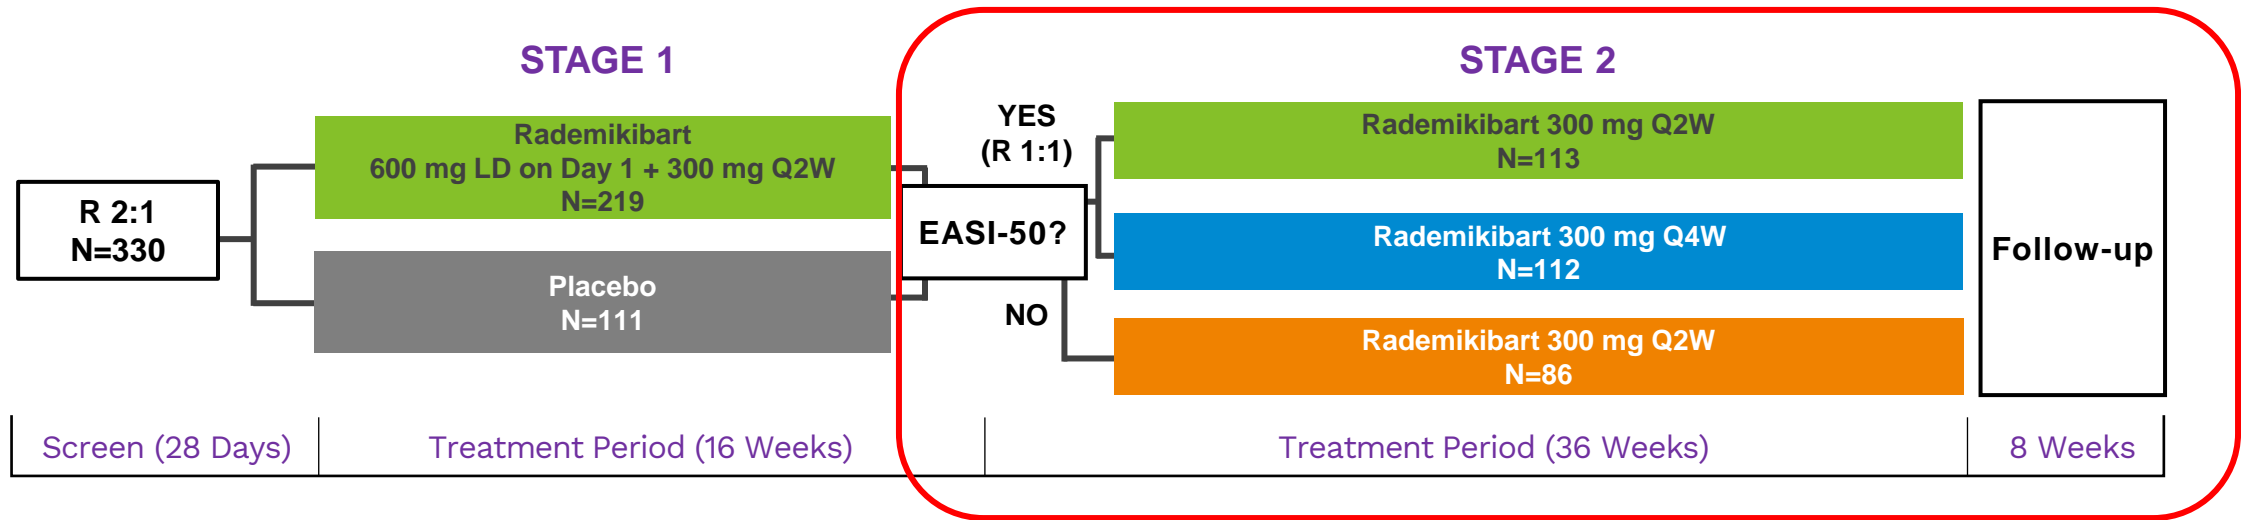 STAGE 1
STAGE 2
R 2:1
N=330
Rademikibart
600 mg LD on Day 1 + 300 mg Q2W
N=219
Placebo
N=111
EASI-50?
YES
(R 1:1)
NO
Rademikibart 300 mg Q2W
N=113
Rademikibart 300 mg Q4W
N=112
Rademikibart 300 mg Q2W
N=86
Follow-up
Screen (28 Days)
Treatment Period (16 Weeks)
Treatment Period (36 Weeks)
8 Weeks